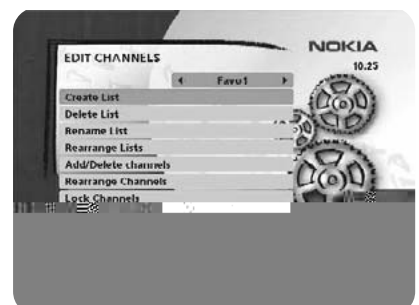 NOKIA
EDIT CHANNELS
10.25
Favo1
Create List
Delete List
Rename List
Rearrange Lists
Add/Delete channels
Rearrange Channels
Lock Channels